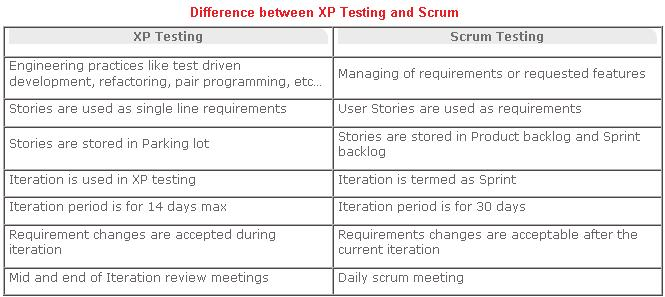 Difference between XP Testing and Scrum
XP Testing
Scrum Testing
Engineering practices like test driven
development, refactoring, pair programming, etc...
Managing of requirements or requested features
Stories are used as single line requirements
User Stories are used as requirements
Stories are stored in Parking lot
Stories are stored in Product backlog and Sprint
backlog
Iteration is used in XP testing
Iteration is termed as Sprint
Iteration period is for 14 days max
Iteration period is for 30 days
Requirement changes are accepted during
iteration
Requirements changes are acceptable after the
current iteration
Mid and end of Iteration review meetings
Daily scrum meeting